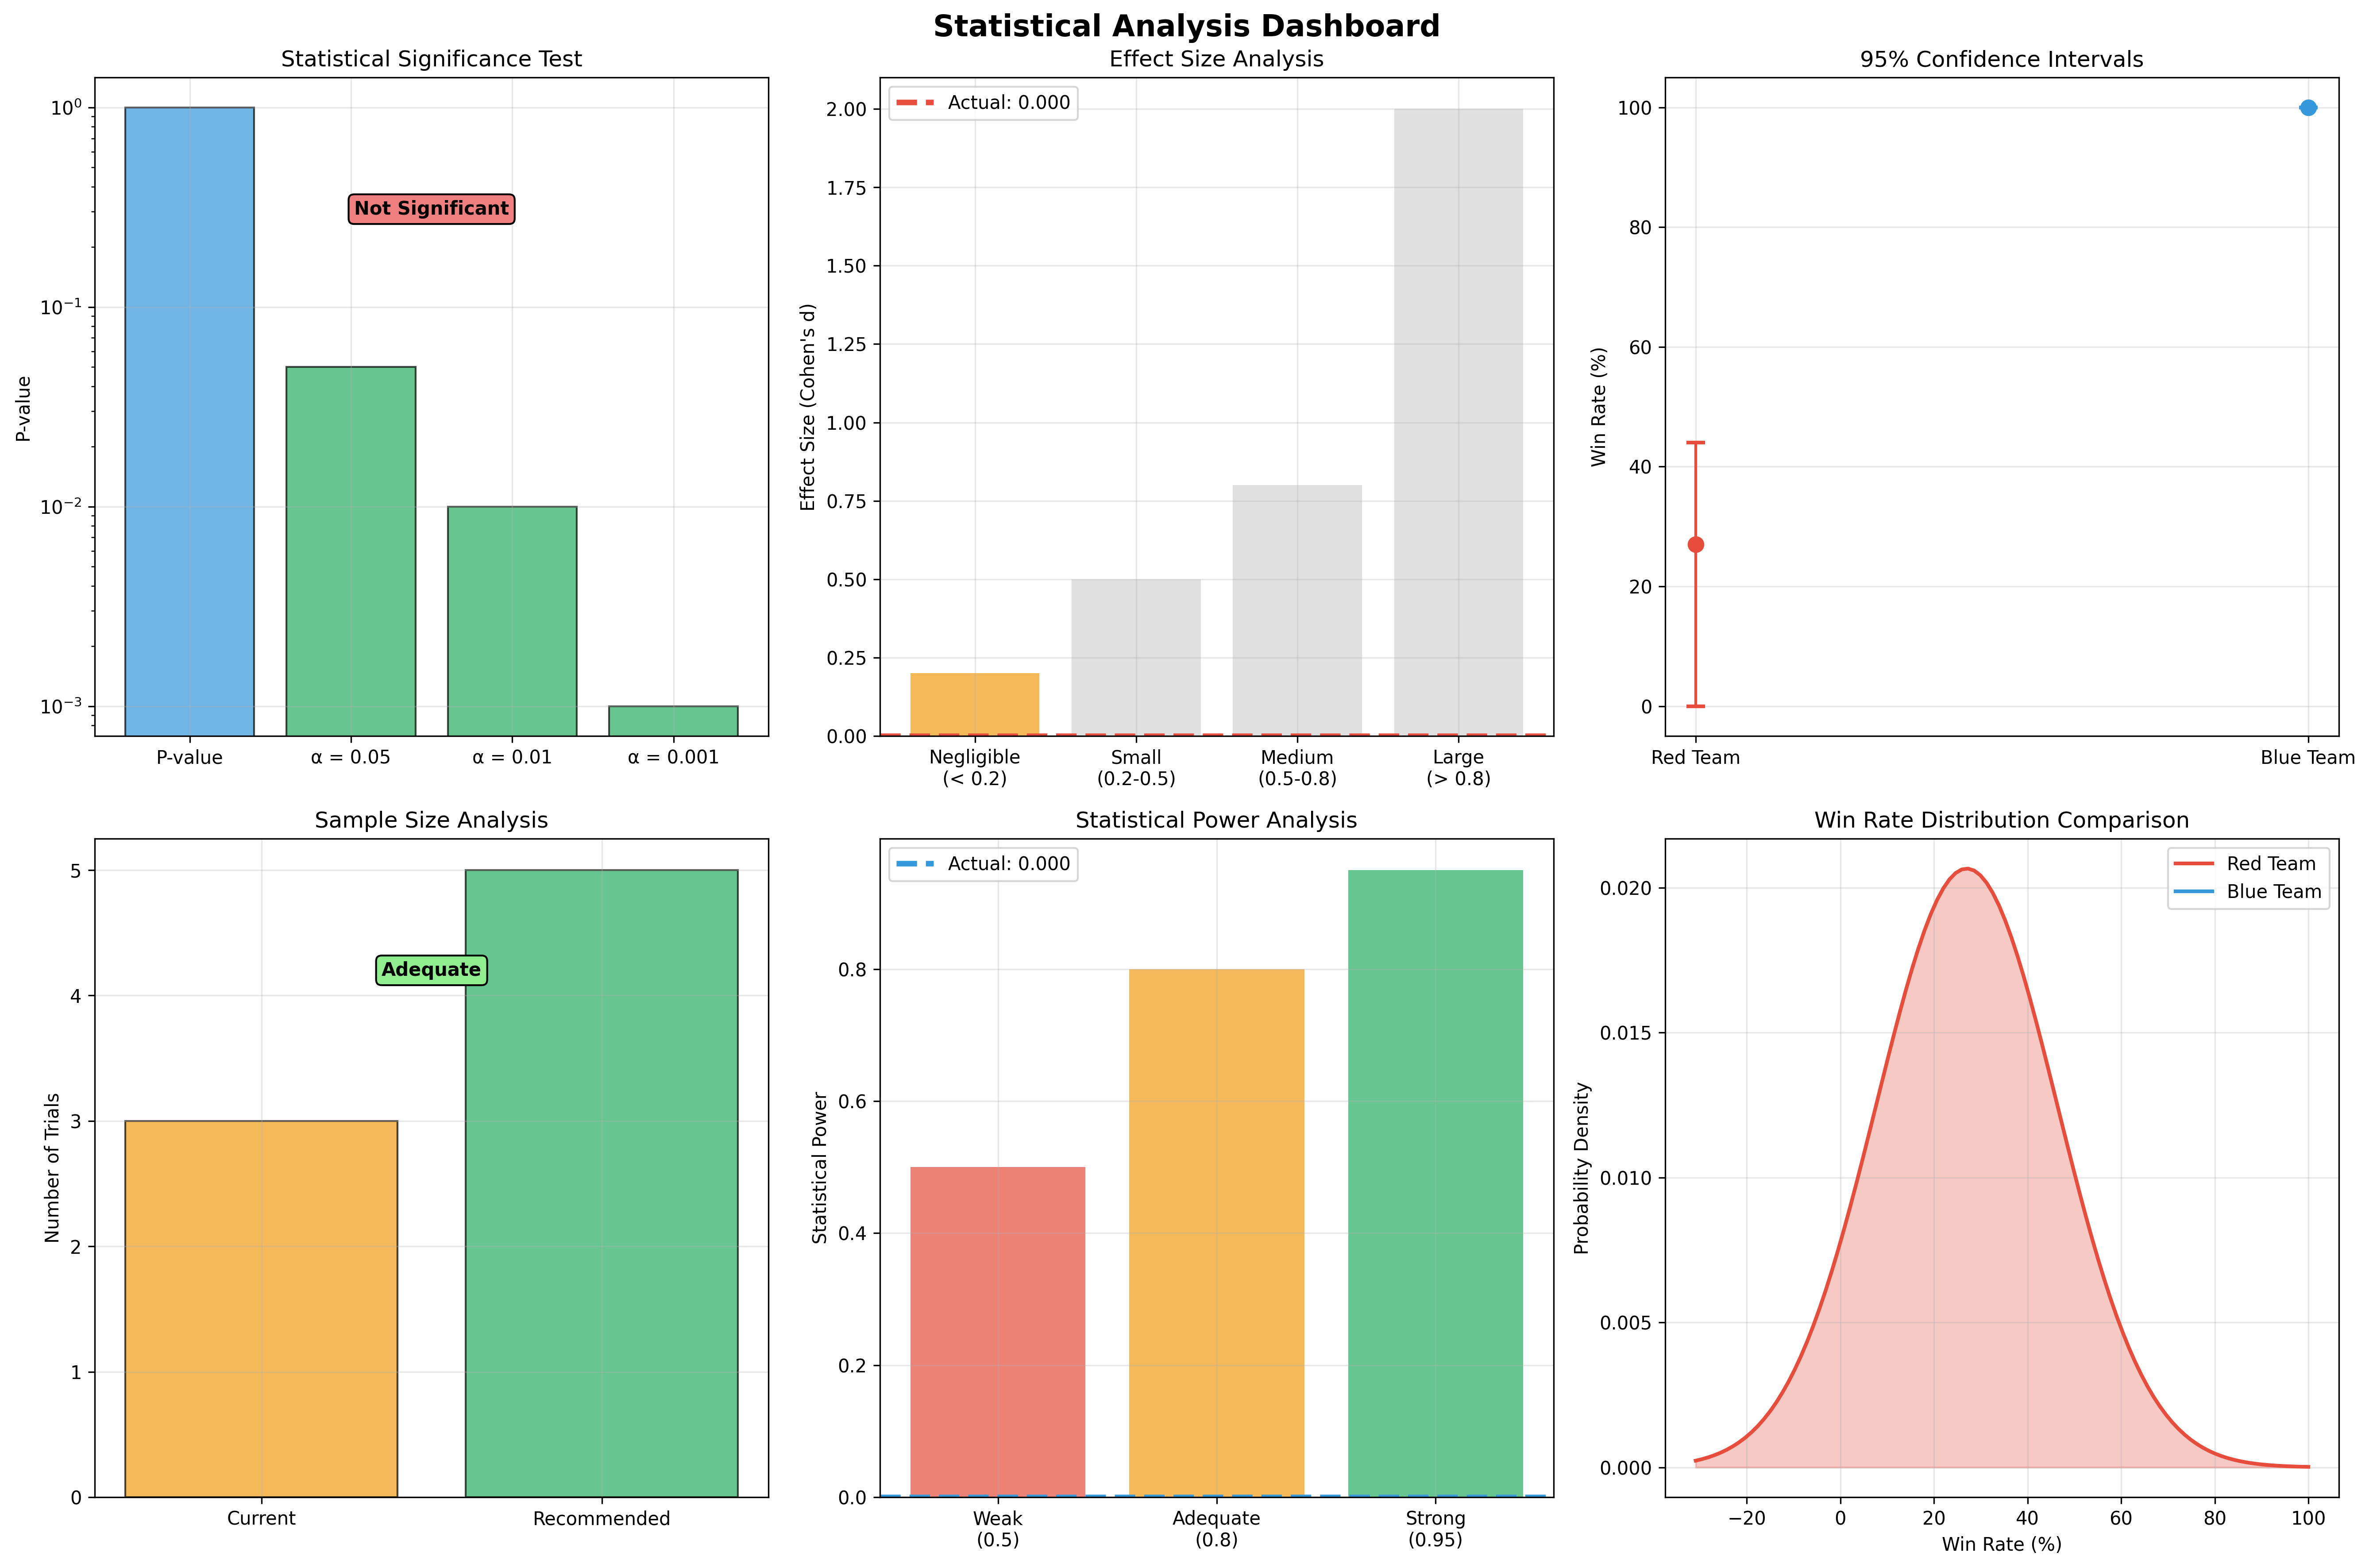 Statistical Analysis Dashboard
Statistical Significance Test
P-value
10⁰
10⁻¹
10⁻²
10⁻³
Not Significant
P-value
α = 0.05
α = 0.01
α = 0.001
Effect Size Analysis
Effect Size (Cohen's d)
2.00
1.75
1.50
1.25
1.00
0.75
0.50
0.25
0.00
Actual: 0.000
Negligible
(< 0.2)
Small
(0.2-0.5)
Medium
(0.5-0.8)
Large
(> 0.8)
95% Confidence Intervals
Win Rate (%)
100
80
60
40
20
0
Red Team
Blue Team
Sample Size Analysis
Number of Trials
5
4
3
2
1
0
Adequate
Current
Recommended
Statistical Power Analysis
Statistical Power
0.8
0.6
0.4
0.2
0.0
Actual: 0.000
Weak
(0.5)
Adequate
(0.8)
Strong
(0.95)
Win Rate Distribution Comparison
Probability Density
0.020
0.015
0.010
0.005
0.000
Red Team
Blue Team
−20
0
20
40
60
80
100
Win Rate (%)